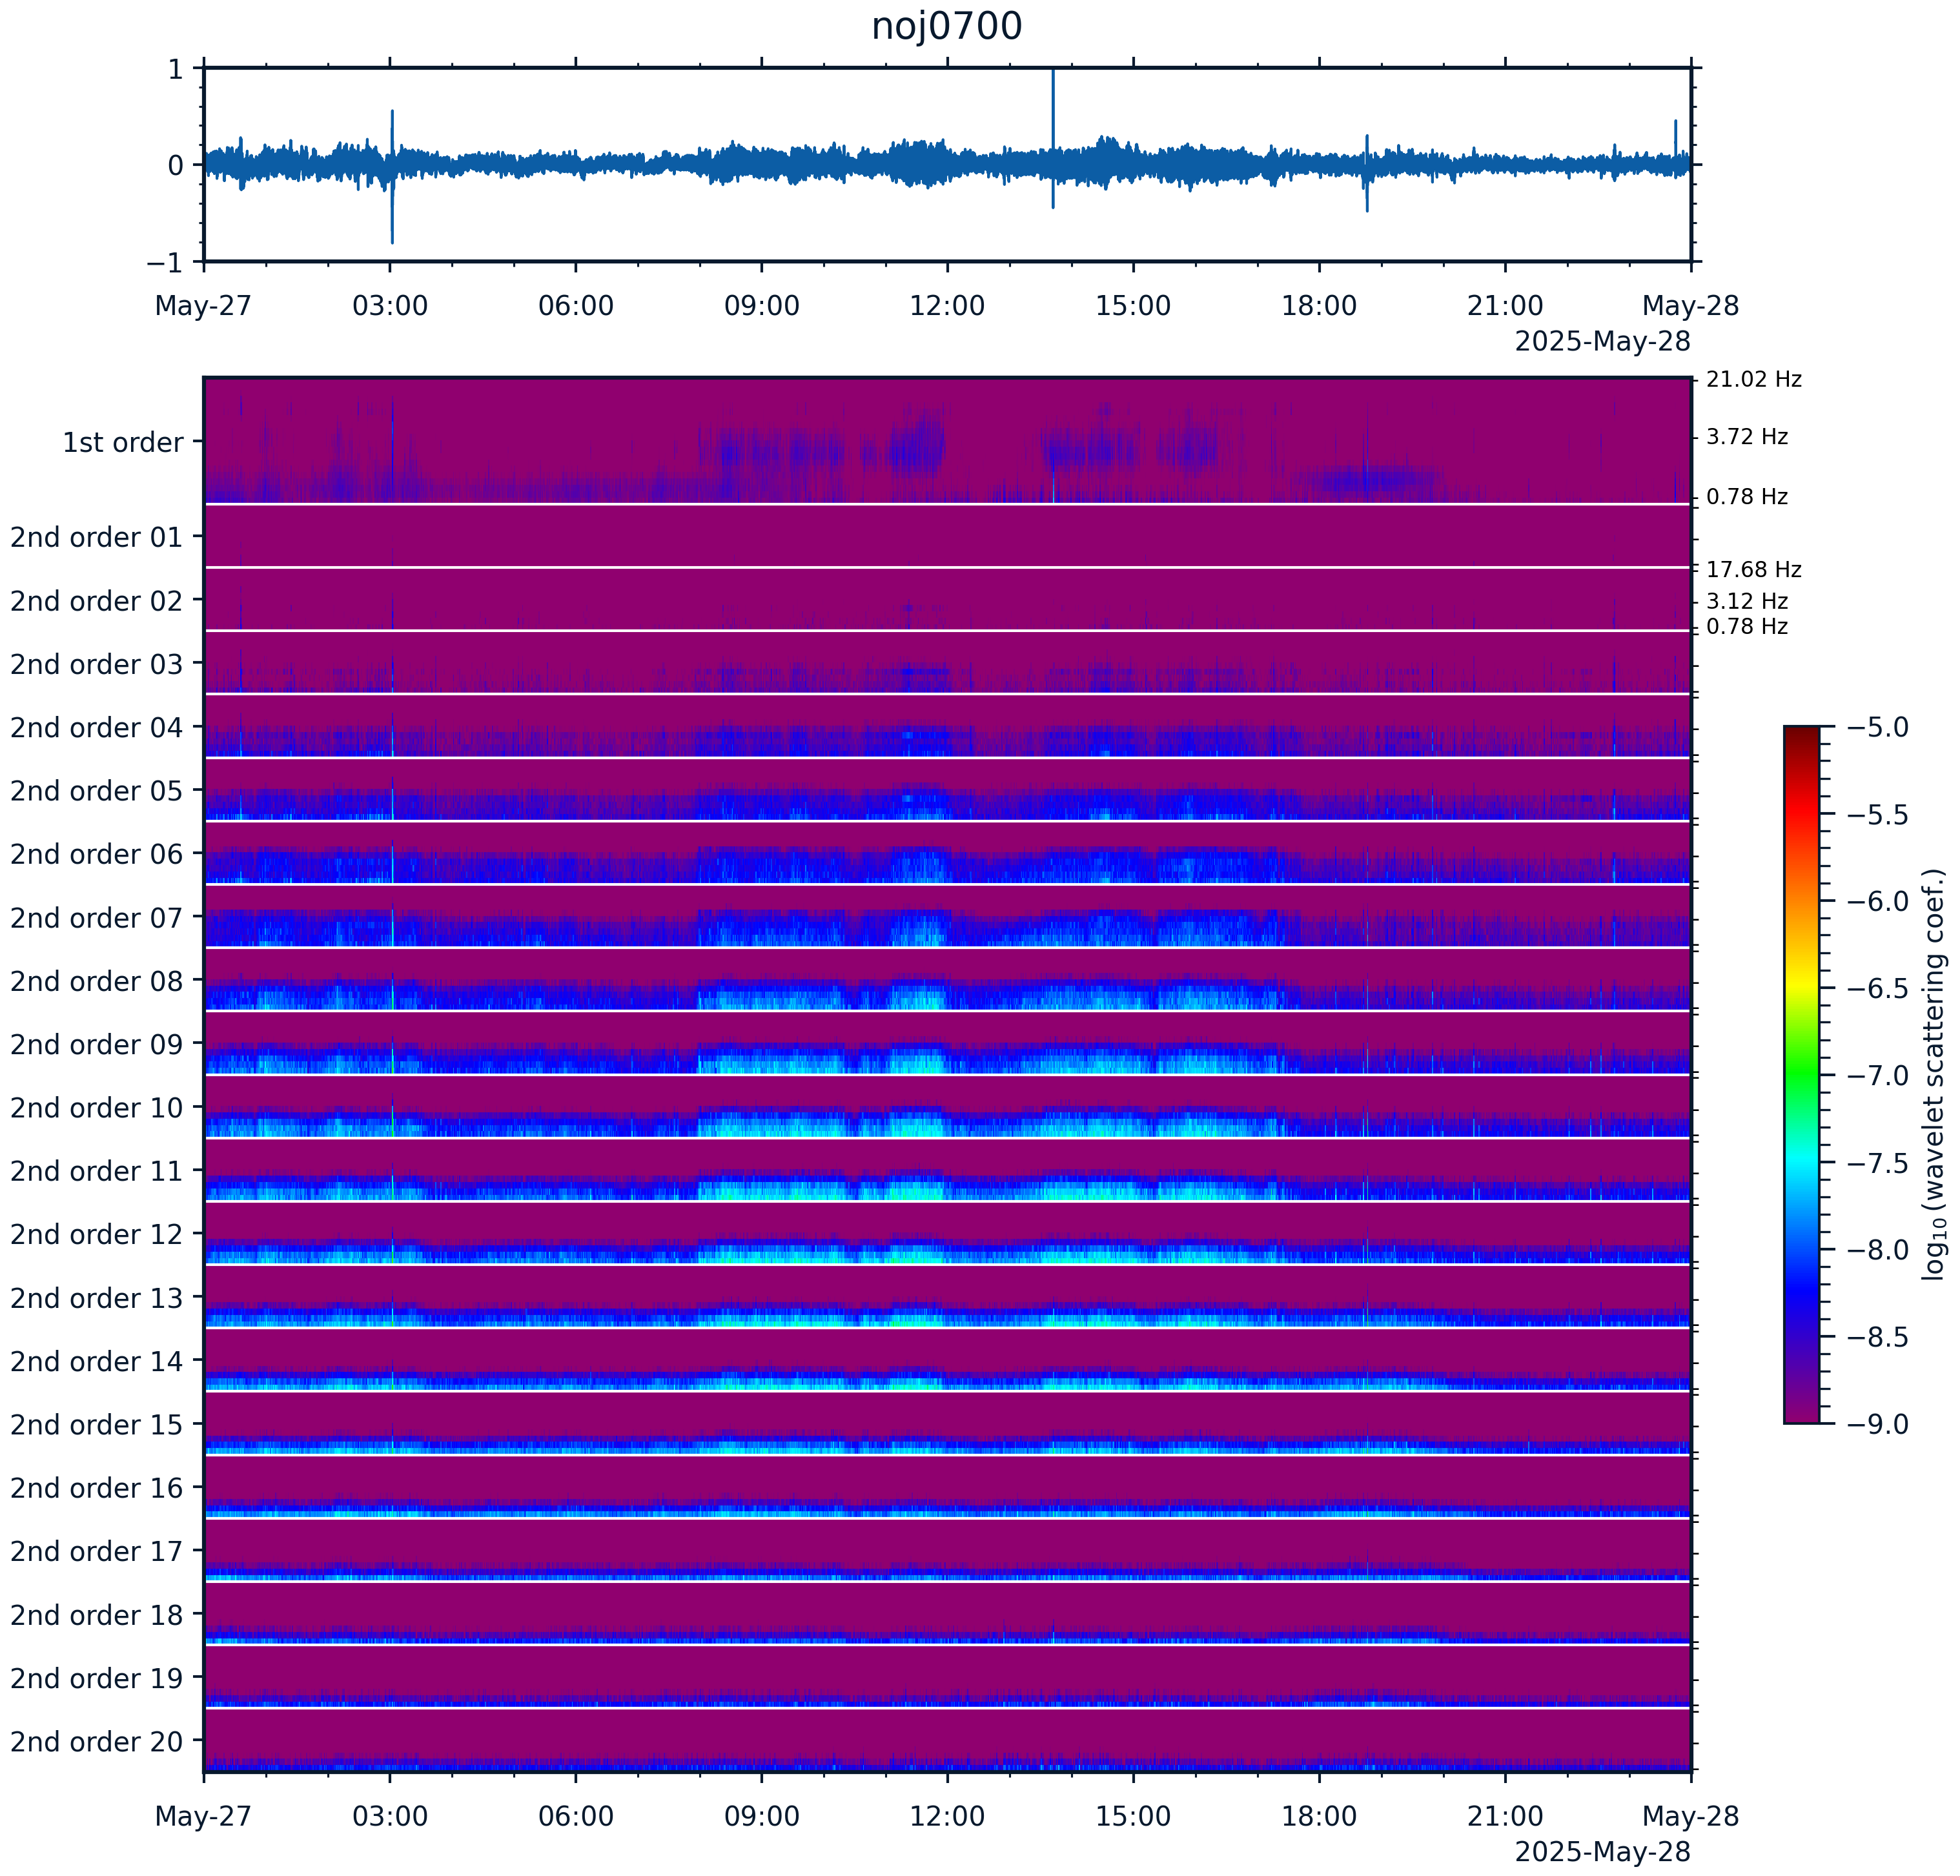 noj0700
1
0
−1
May-27 03:00 06:00 09:00 12:00 15:00 18:00 21:00 May-28
2025-May-28
21.02 Hz
1st order
3.72 Hz
0.78 Hz
2nd order 01
17.68 Hz
2nd order 02
3.12 Hz
0.78 Hz
2nd order 03
2nd order 04
2nd order 05
2nd order 06
2nd order 07
2nd order 08
2nd order 09
2nd order 10
2nd order 11
2nd order 12
2nd order 13
2nd order 14
2nd order 15
2nd order 16
2nd order 17
2nd order 18
2nd order 19
2nd order 20
−5.0
−5.5
−6.0
−6.5
−7.0
−7.5
−8.0
−8.5
−9.0
log₁₀(wavelet scattering coef.)
May-27 03:00 06:00 09:00 12:00 15:00 18:00 21:00 May-28
2025-May-28